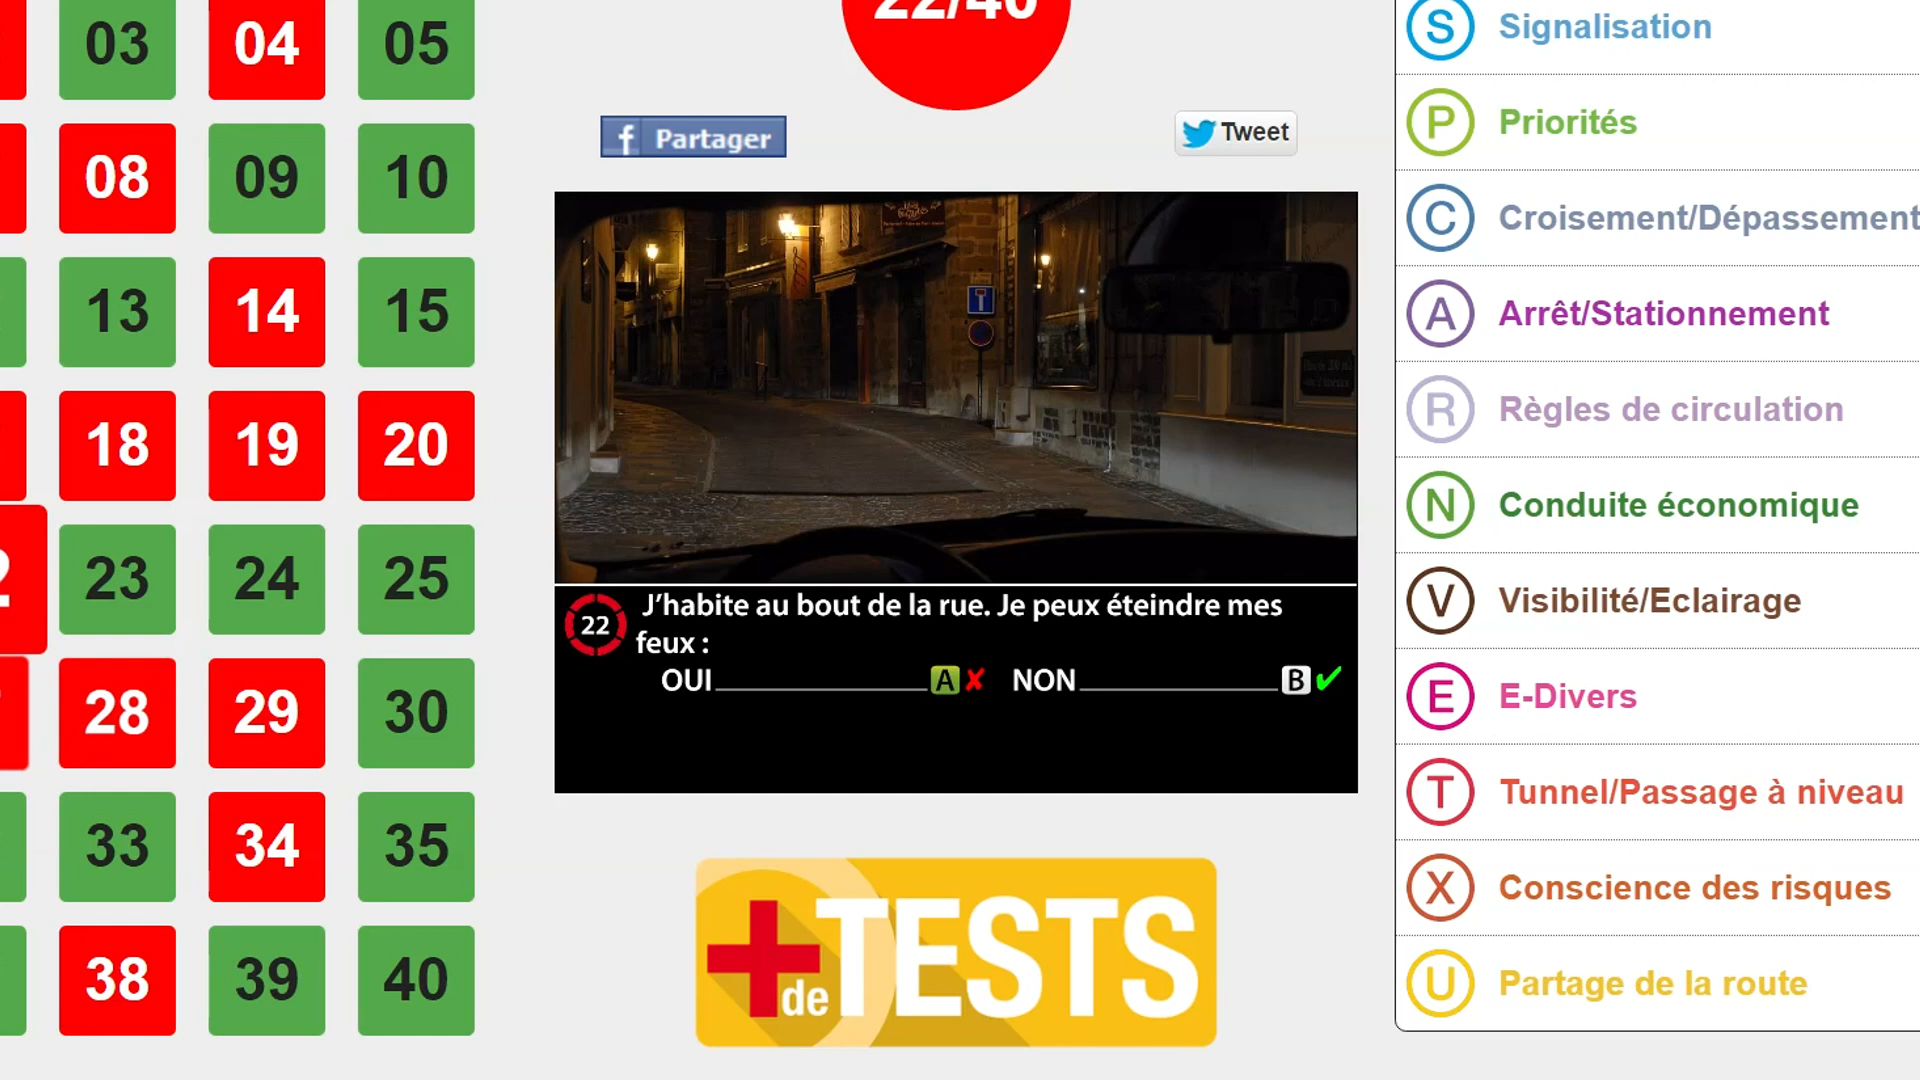 22/40
03 04 05
08 09 10
13 14 15
18 19 20
2 23 24 25
28 29 30
33 34 35
38 39 40
f Partager
Tweet
22 J’habite au bout de la rue. Je peux éteindre mes
feux :
OUI A ✘ NON B ✔
+ de TESTS
S Signalisation
P Priorités
C Croisement/Dépassement
A Arrêt/Stationnement
R Règles de circulation
N Conduite économique
V Visibilité/Eclairage
E E-Divers
T Tunnel/Passage à niveau
X Conscience des risques
U Partage de la route